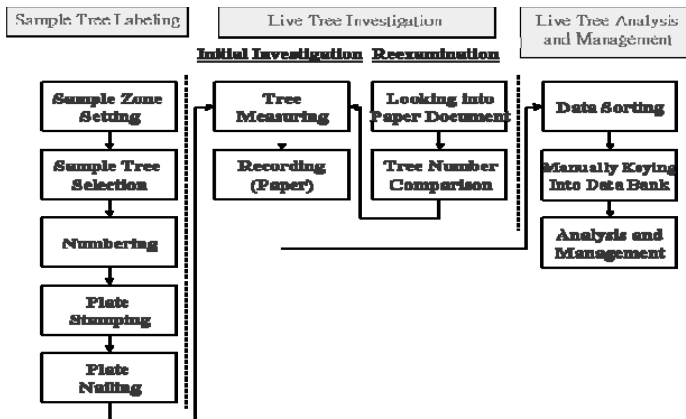 Sample Tree Labeling
Live Tree Investigation
Live Tree Analysis
and Management
Initial Investigation Reexamination
Sample Zone
Setting
Sample Tree
Selection
Numbering
Plate
Stamping
Plate
Nailing
Tree
Measuring
Recording
(Paper)
Looking into
Paper Document
Tree Number
Comparison
Data Sorting
Manually Keying
Into Data Bank
Analysis and
Management